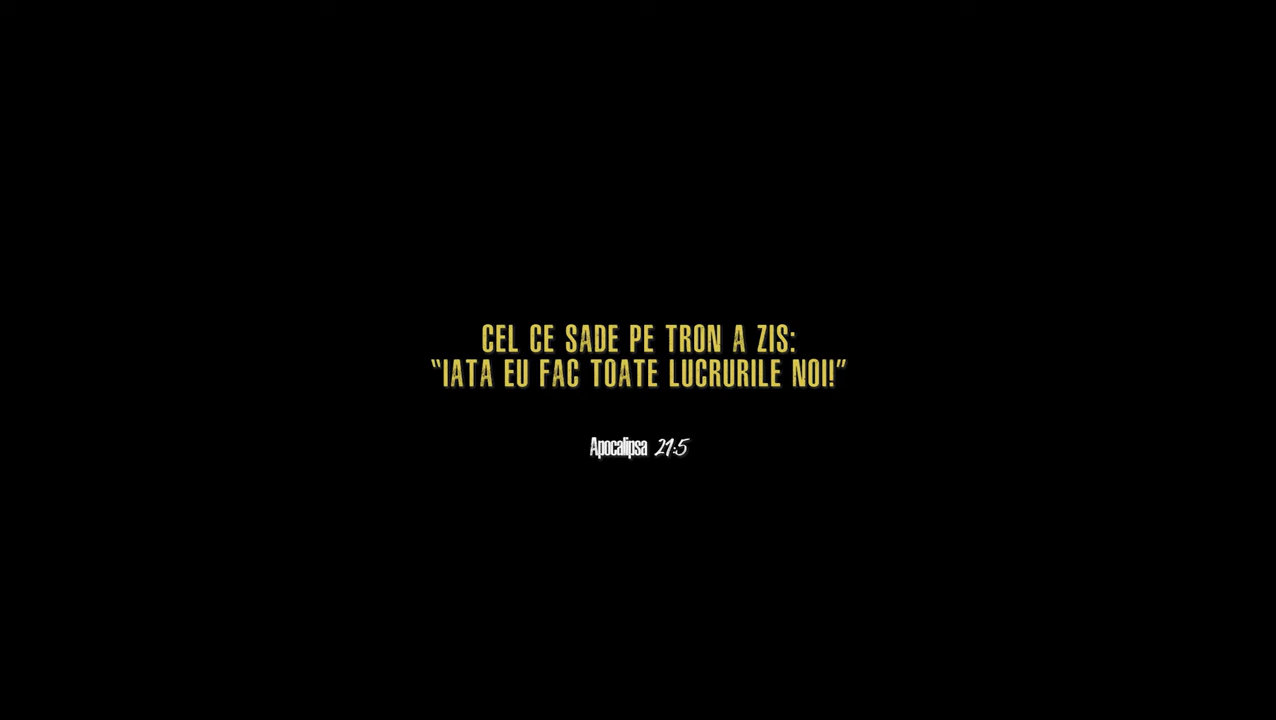 CEL CE SADE PE TRON A ZIS:
“IATA EU FAC TOATE LUCRURILE NOI!”
Apocalipsa 21:5